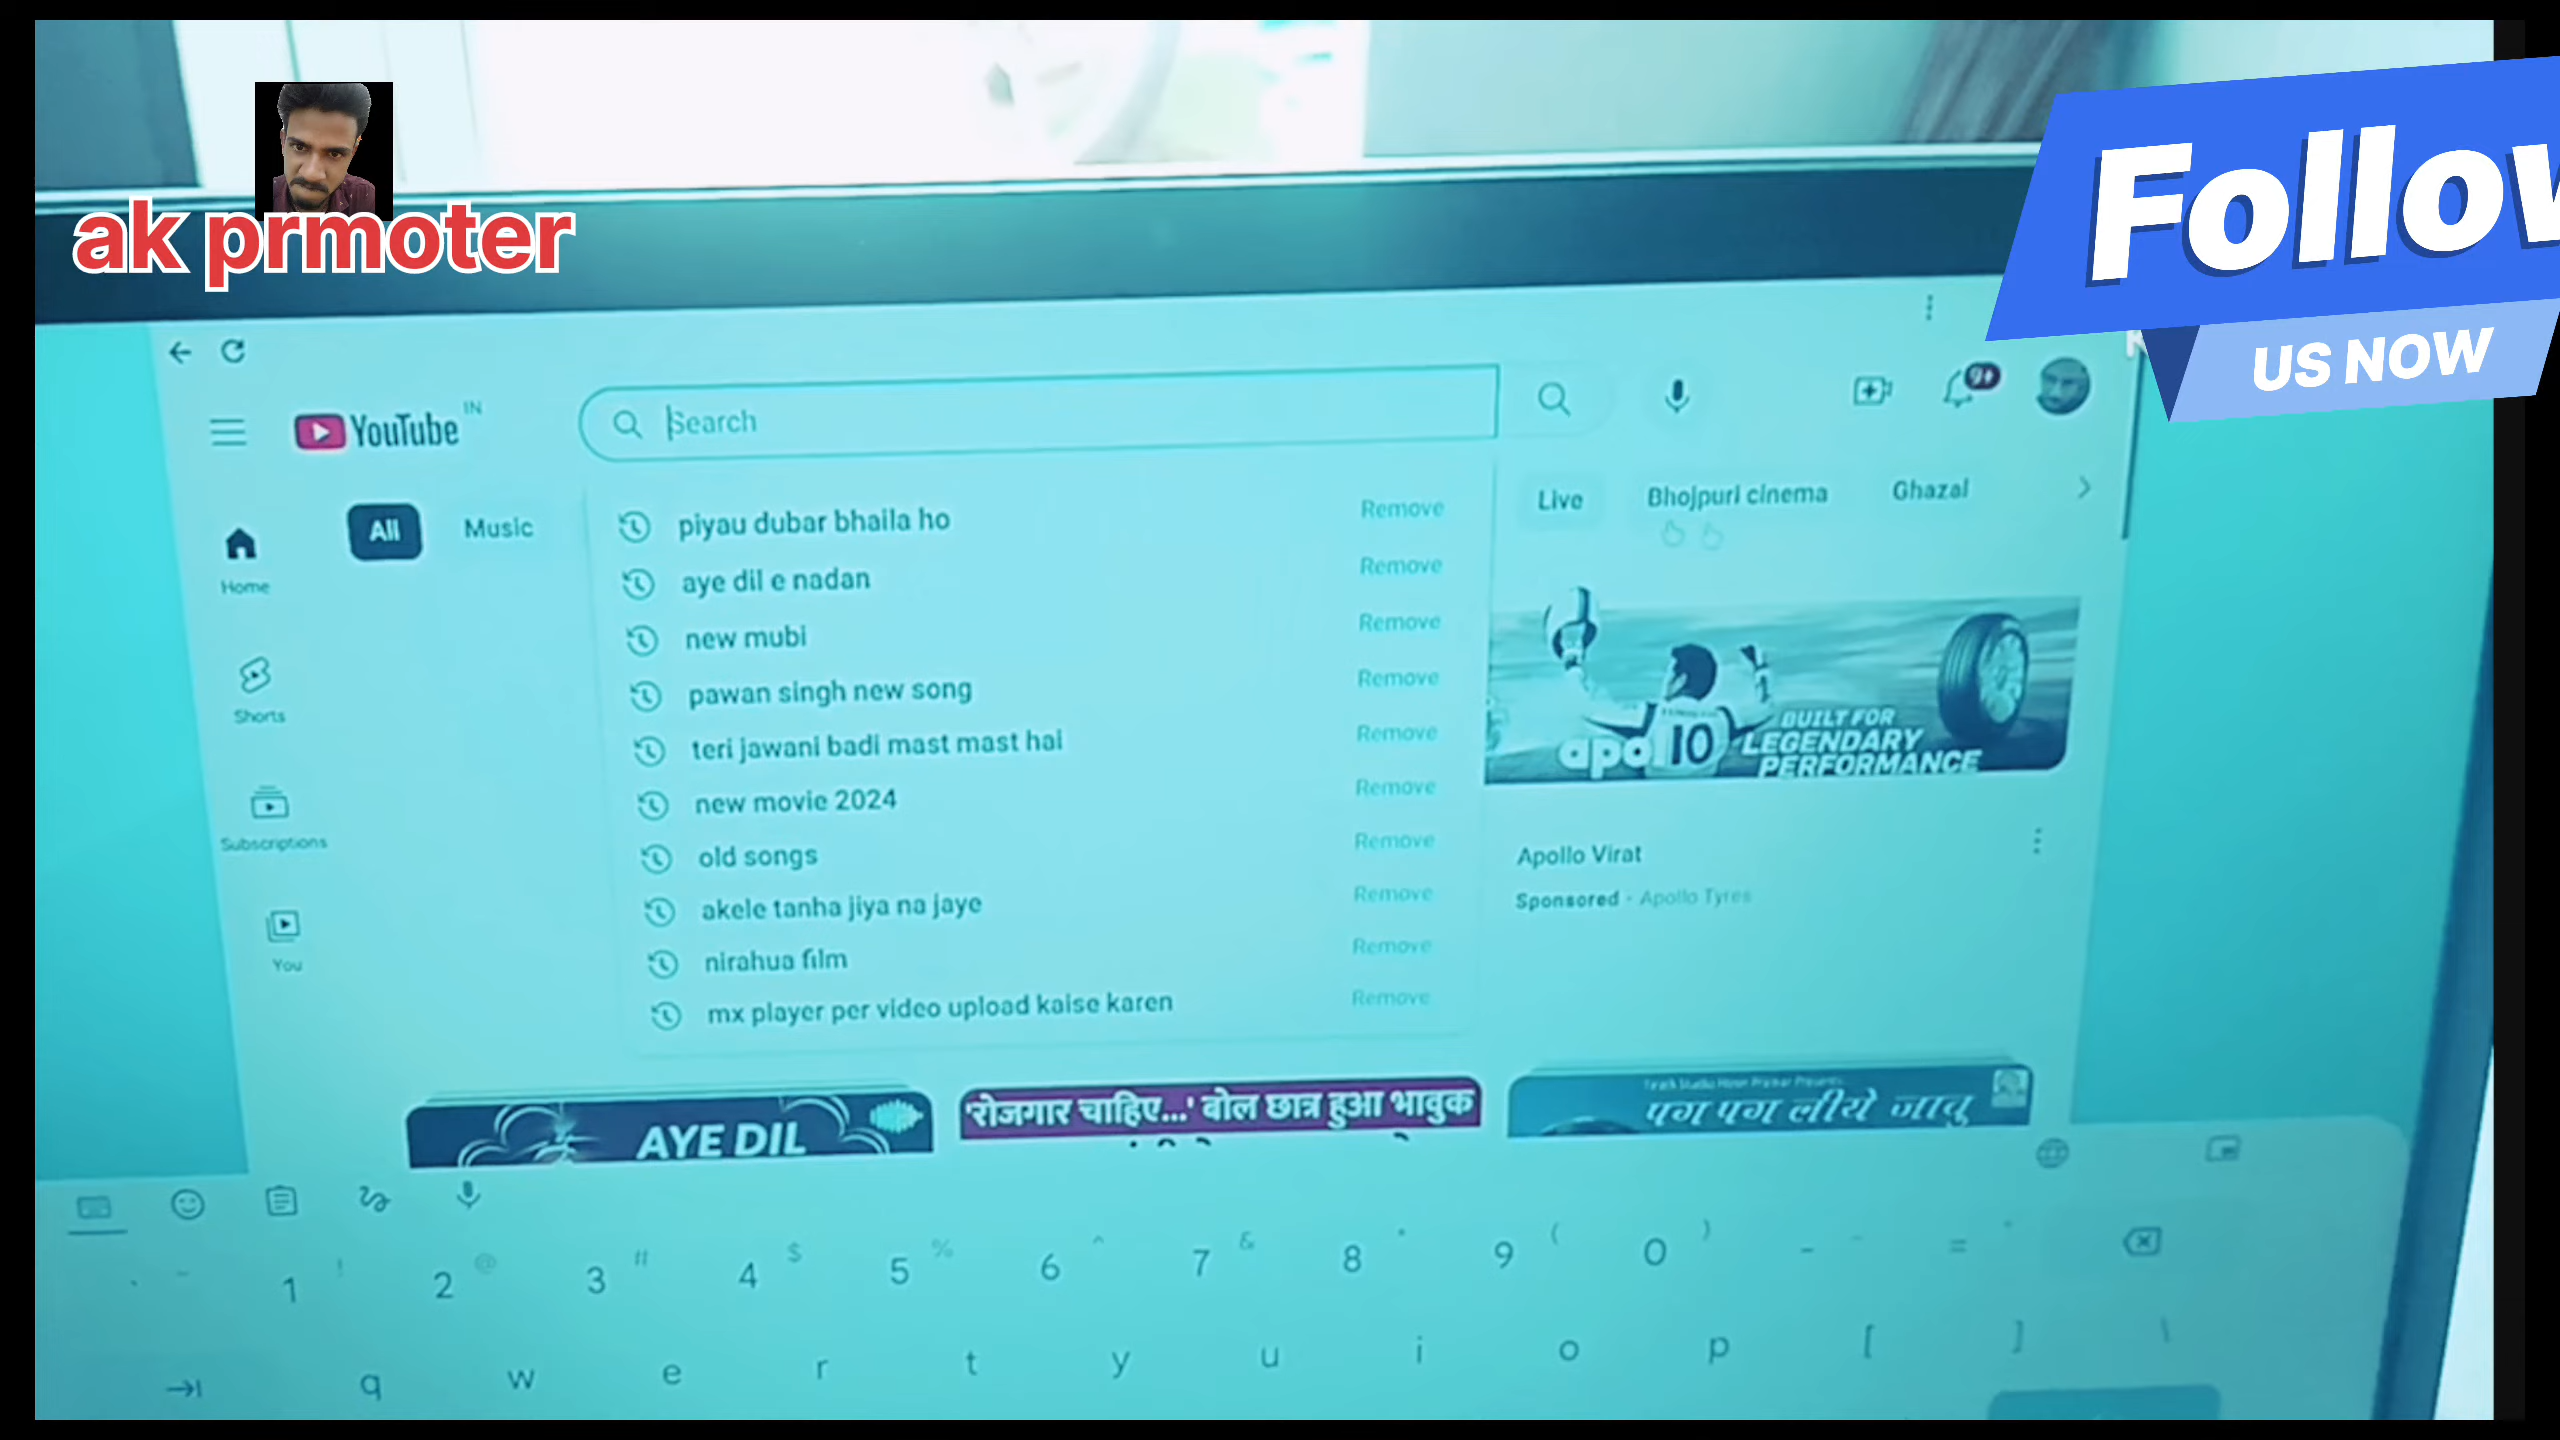 ak prmoter
Follow
US NOW
YouTube IN
Search
9+
All
Music
Live
Bhojpuri cinema
Ghazal
Home
Shorts
Subscriptions
You
piyau dubar bhaila ho Remove
aye dil e nadan Remove
new mubi Remove
pawan singh new song Remove
teri jawani badi mast mast hai Remove
new movie 2024 Remove
old songs Remove
akele tanha jiya na jaye Remove
nirahua film Remove
mx player per video upload kaise karen Remove
apollo 10
BUILT FOR
LEGENDARY
PERFORMANCE
Apollo Virat
Sponsored · Apollo Tyres
AYE DIL
'रोजगार चाहिए...' बोल छात्र हुआ भावुक
पग पग लीये जावु
` ~ 1 ! 2 @ 3 # 4 $ 5 % 6 ^ 7 & 8 * 9 ( 0 ) - _ = +
q w e r t y u i o p [ ] \